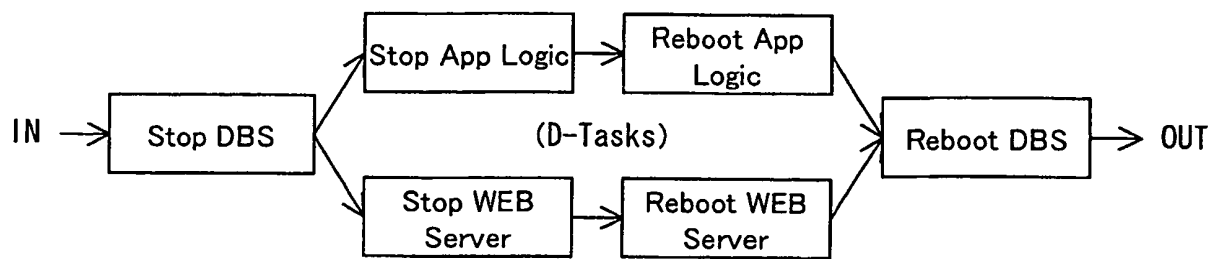 Stop App Logic
Reboot App
Logic
IN
Stop DBS
(D-Tasks)
Reboot DBS
OUT
Stop WEB
Server
Reboot WEB
Server